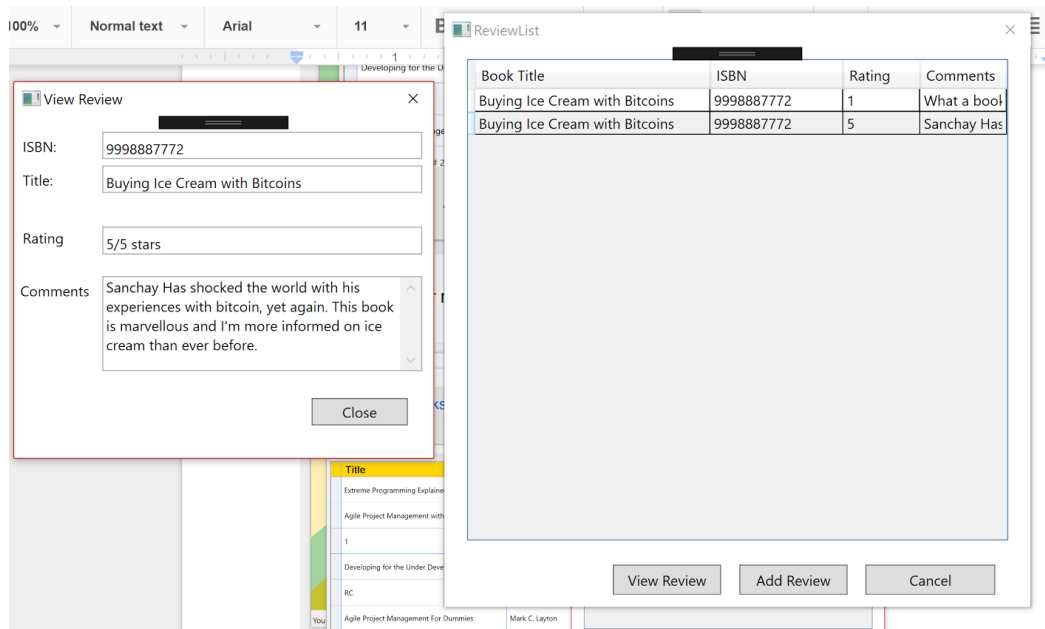 100%
Normal text
Arial
11
B
1
Developing for the U
View Review
ISBN:
9998887772
Title:
Buying Ice Cream with Bitcoins
Rating
5/5 stars
Comments
Sanchay Has shocked the world with his
experiences with bitcoin, yet again. This book
is marvellous and I'm more informed on ice
cream than ever before.
Close
ReviewList
Book Title ISBN Rating Comments
Buying Ice Cream with Bitcoins 9998887772 1 What a book
Buying Ice Cream with Bitcoins 9998887772 5 Sanchay Has
View Review
Add Review
Cancel
Title
Extreme Programming Explaine
Agile Project Management with
1
Developing for the Under Deve
RC
Agile Project Management For Dummies Mark C. Layton
You